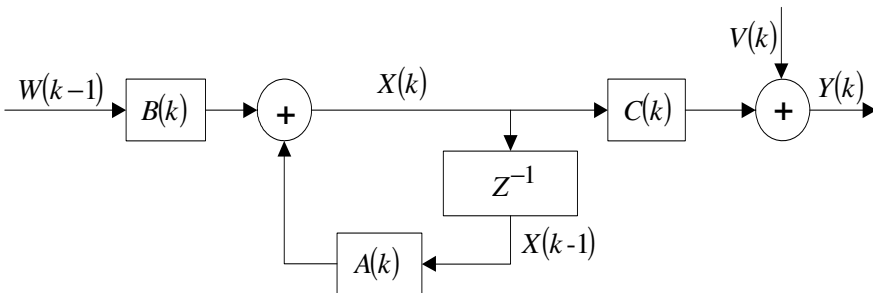 V(k)
W(k−1)
B(k)
+
X(k)
C(k)
+
Y(k)
Z⁻¹
X(k-1)
A(k)